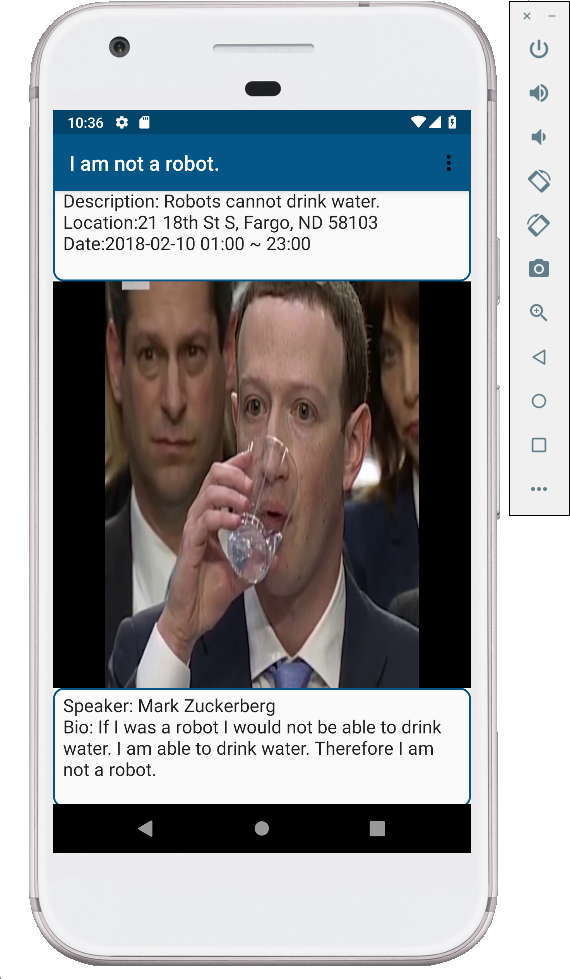 10:36
I am not a robot.
Description: Robots cannot drink water.
Location:21 18th St S, Fargo, ND 58103
Date:2018-02-10 01:00 ~ 23:00
Speaker: Mark Zuckerberg
Bio: If I was a robot I would not be able to drink
water. I am able to drink water. Therefore I am
not a robot.